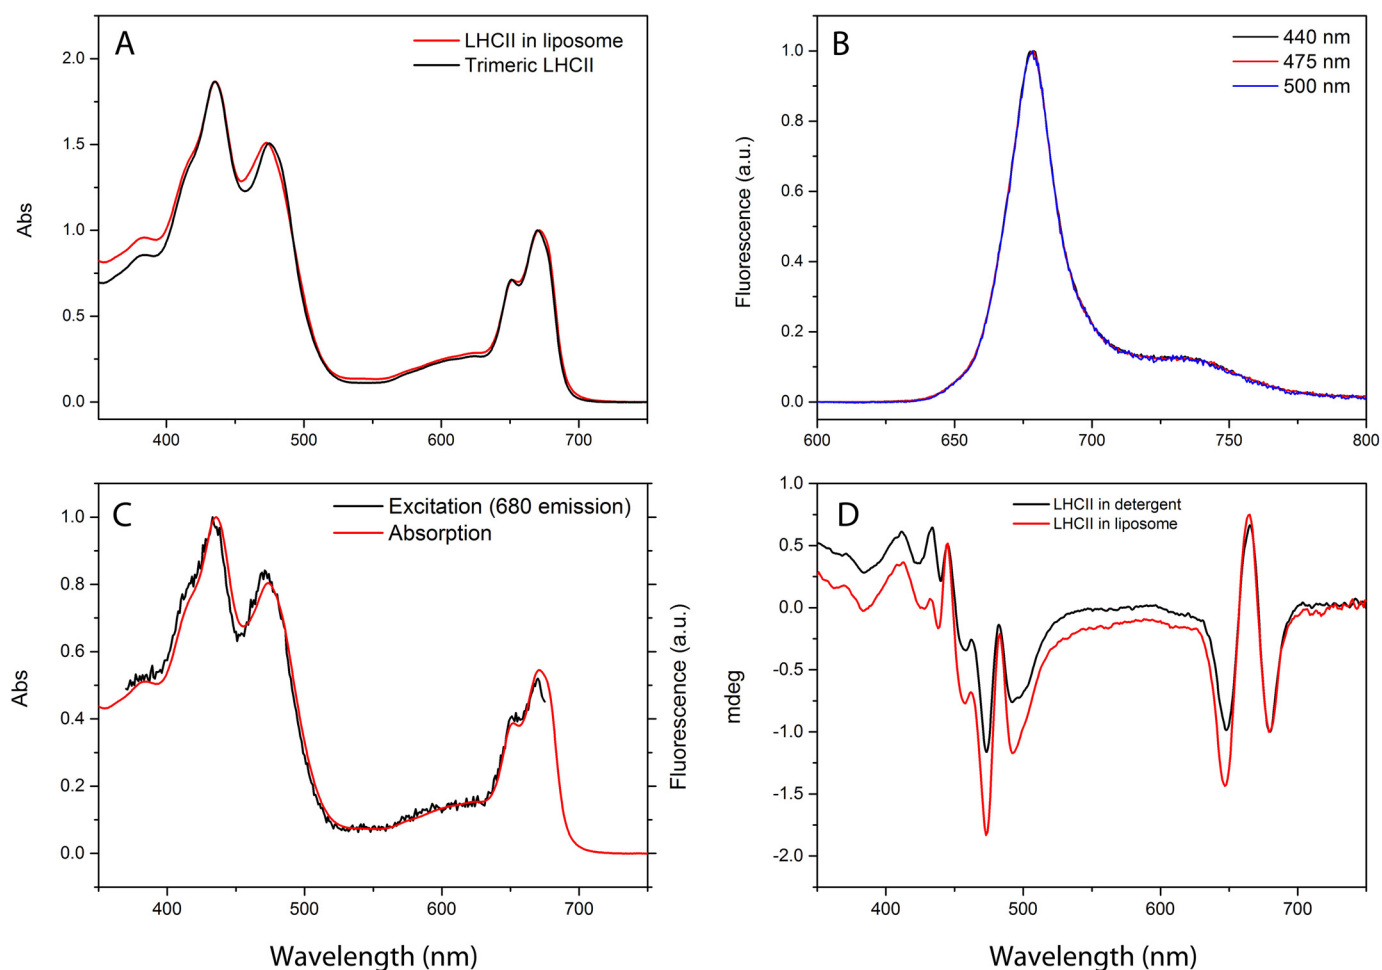 A
LHCII in liposome
Trimeric LHCII
Abs
2.0
1.5
1.0
0.5
0.0
400 500 600 700
B
440 nm
475 nm
500 nm
Fluorescence (a.u.)
1.0
0.8
0.6
0.4
0.2
0.0
600 650 700 750 800
C
Excitation (680 emission)
Absorption
Abs
1.0
0.8
0.6
0.4
0.2
0.0
Fluorescence (a.u.)
400 500 600 700
Wavelength (nm)
D
LHCII in detergent
LHCII in liposome
mdeg
1.0
0.5
0.0
-0.5
-1.0
-1.5
-2.0
400 500 600 700
Wavelength (nm)